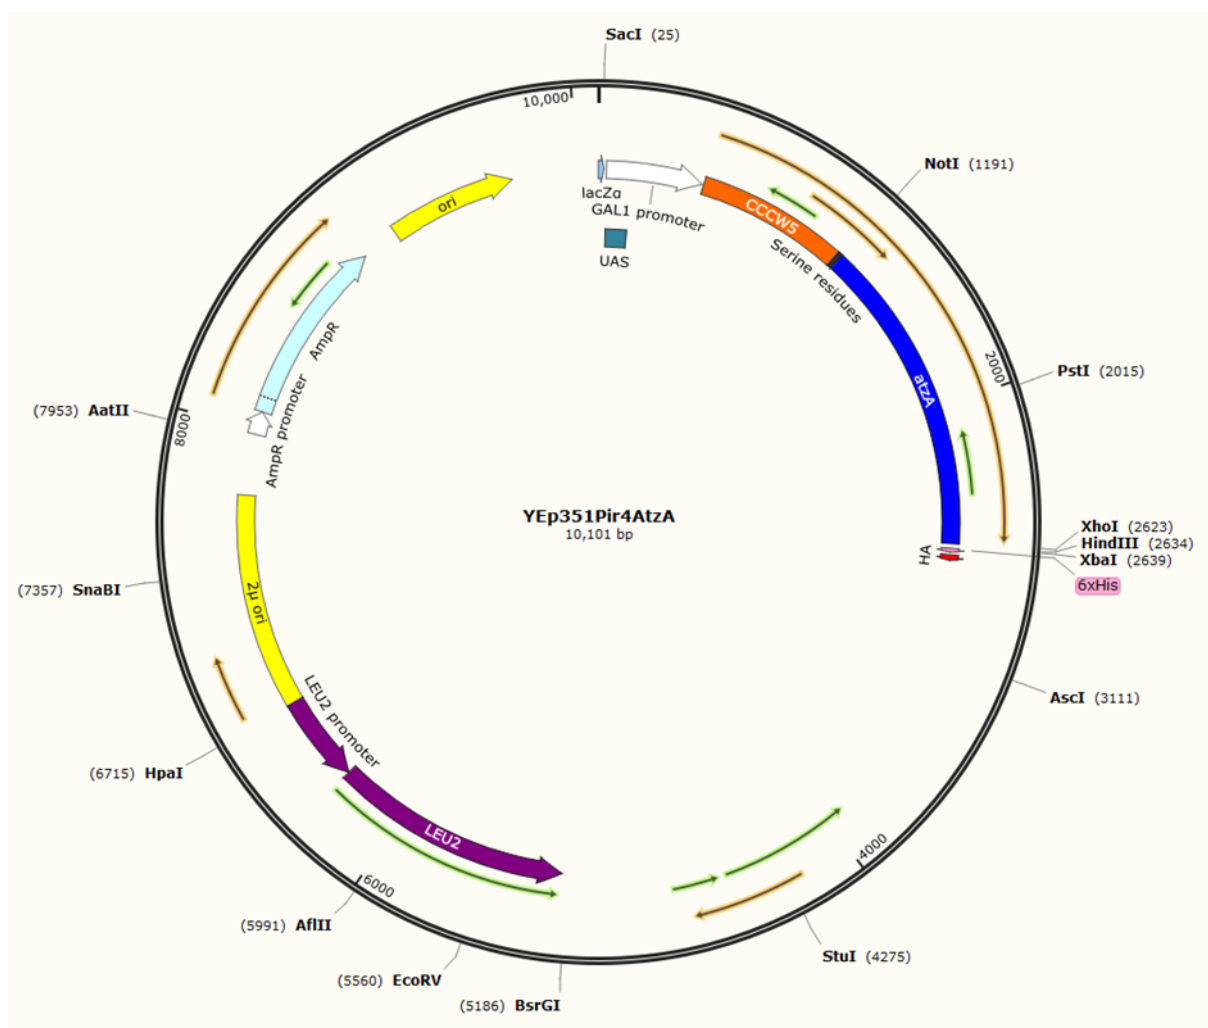 SacI (25)
10,000
NotI (1191)
ori
lacZα
GAL1 promoter
UAS
CCCW5
Serine residues
AmpR
2000
PstI (2015)
atzA
(7953) AatII
8000
AmpR promoter
YEp351Pir4AtzA
10,101 bp
XhoI (2623)
HindIII (2634)
XbaI (2639)
6xHis
HA
(7357) SnaBI
2μ ori
LEU2 promoter
AscI (3111)
(6715) HpaI
LEU2
4000
6000
(5991) AflII
StuI (4275)
(5560) EcoRV
(5186) BsrGI